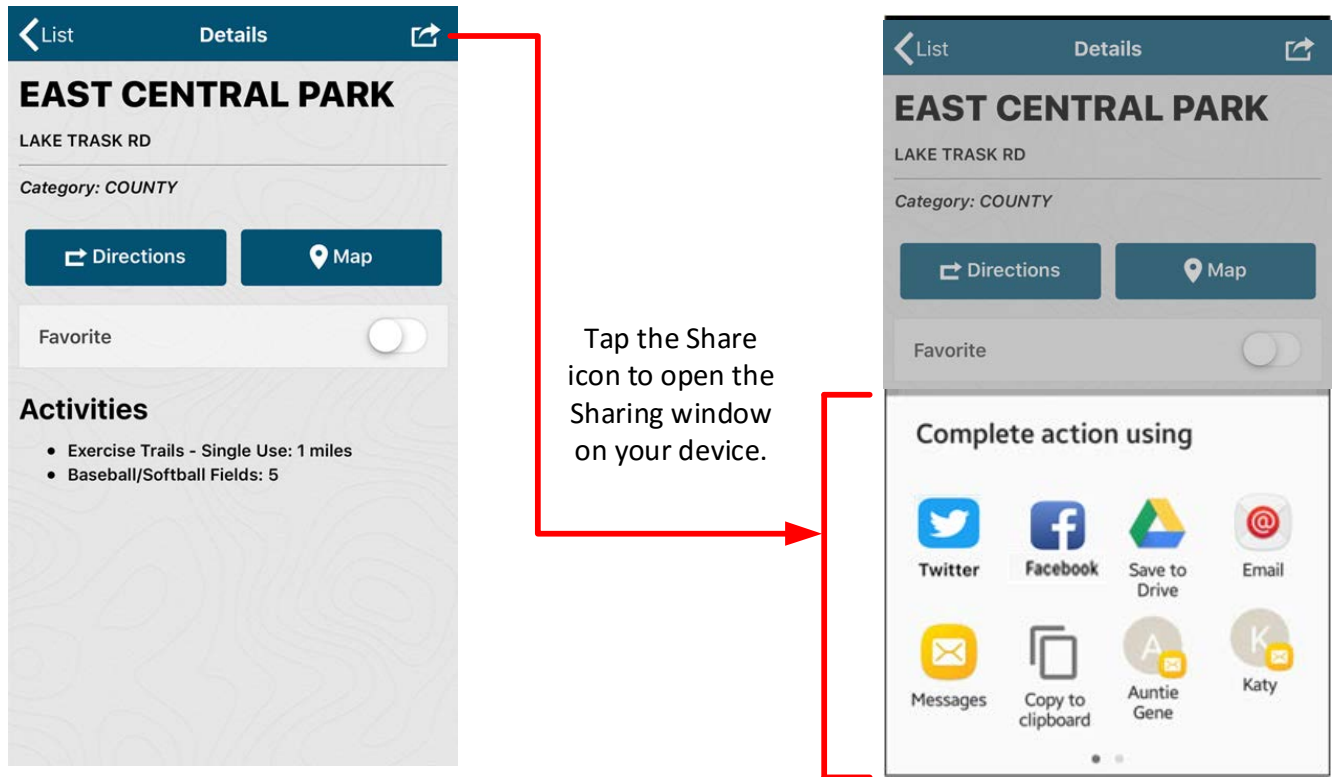 List
Details
EAST CENTRAL PARK
LAKE TRASK RD
Category: COUNTY
Directions
Map
Favorite
Activities
• Exercise Trails - Single Use: 1 miles
• Baseball/Softball Fields: 5
Tap the Share
icon to open the
Sharing window
on your device.
List
Details
EAST CENTRAL PARK
LAKE TRASK RD
Category: COUNTY
Directions
Map
Favorite
Complete action using
Twitter
Facebook
Save to
Drive
@
Email
Messages
Copy to
clipboard
A
Auntie
Gene
K
Katy